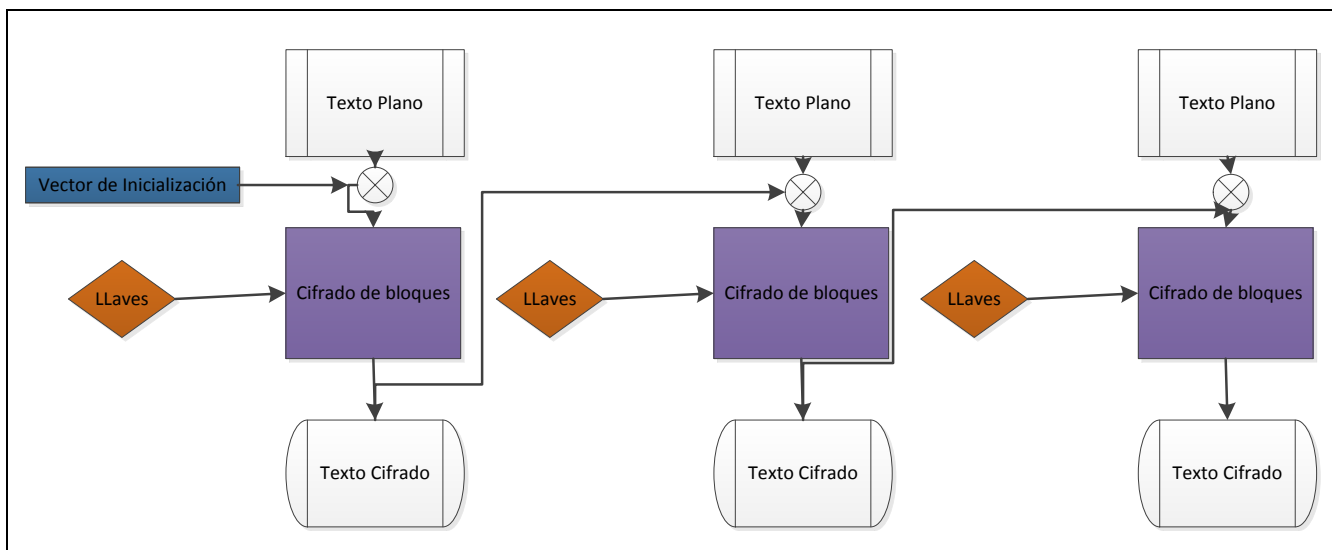 Texto Plano
Texto Plano
Texto Plano
Vector de Inicialización
LLaves
Cifrado de bloques
LLaves
Cifrado de bloques
LLaves
Cifrado de bloques
Texto Cifrado
Texto Cifrado
Texto Cifrado